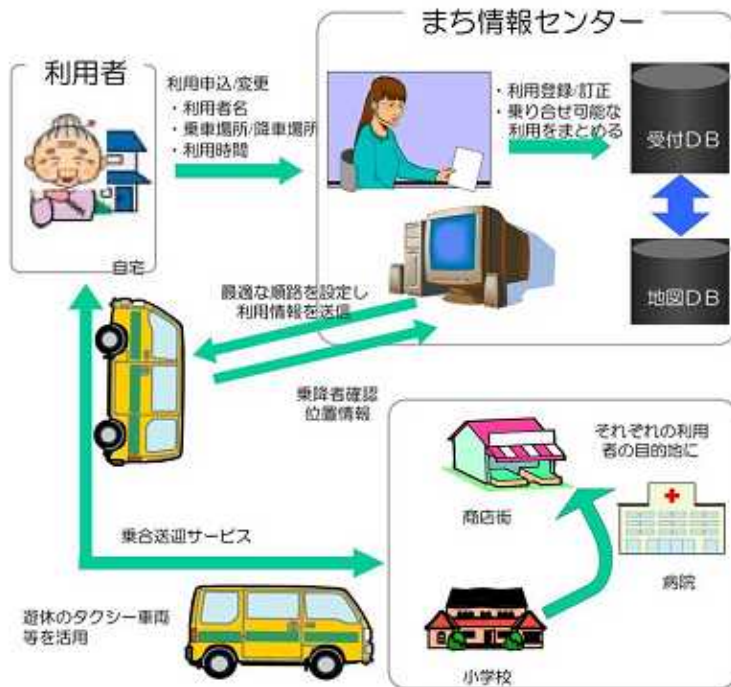 まち情報センター
利用者
利用申込/変更
・利用者名
・乗車場所/降車場所
・利用時間
・利用登録/訂正
・乗り合せ可能な
利用をまとめる
受付DB
地図DB
自宅
最適な順路を設定し
利用情報を送信
乗降者確認
位置情報
それぞれの利用
者の目的地に
商店街
病院
小学校
乗合送迎サービス
遊休のタクシー車両
等を活用